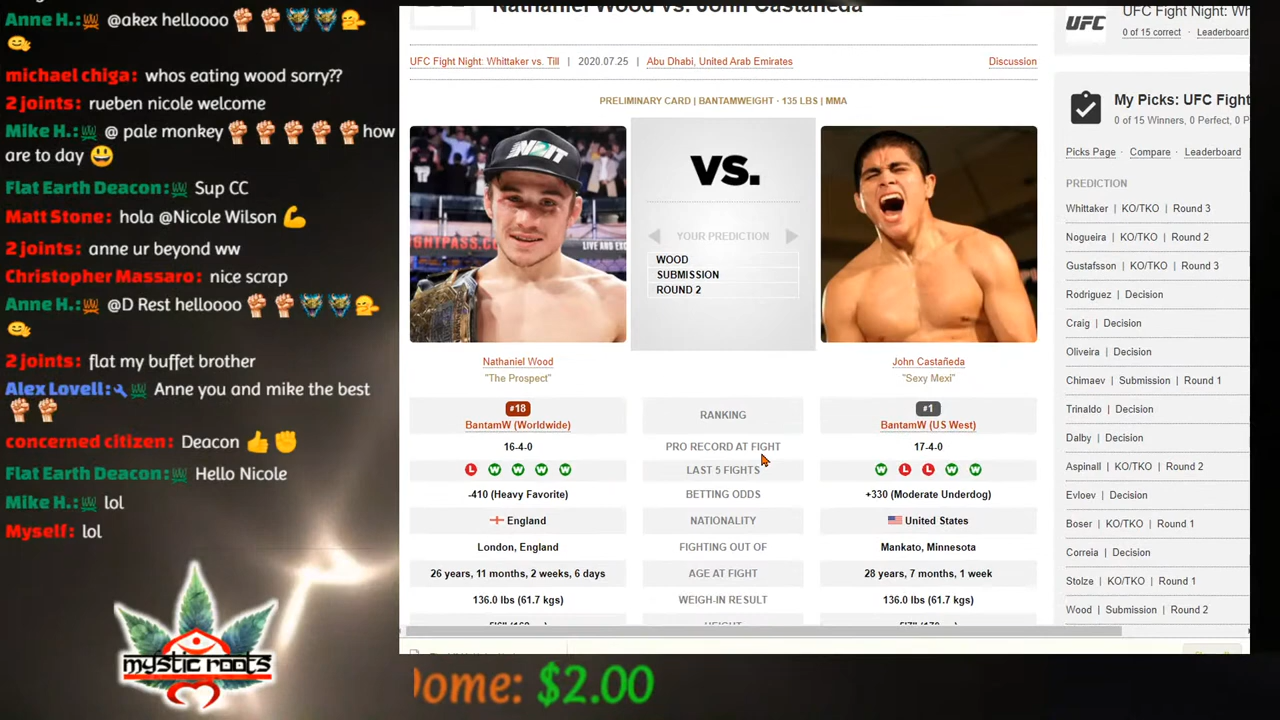 Anne H.: @akex helloooo
michael chiga: whos eating wood sorry??
2 joints: rueben nicole welcome
Mike H.: @ pale monkey how
are to day
Flat Earth Deacon: Sup CC
Matt Stone: hola @Nicole Wilson
2 joints: anne ur beyond ww
Christopher Massaro: nice scrap
Anne H.: @D Rest helloooo
2 joints: flat my buffet brother
Alex Lovell: Anne you and mike the best
concerned citizen: Deacon
Flat Earth Deacon: Hello Nicole
Mike H.: lol
Myself: lol
mystic roots
Nathaniel Wood vs. John Castañeda
UFC Fight Night: Whittaker vs. Till | 2020.07.25 | Abu Dhabi, United Arab Emirates
Discussion
PRELIMINARY CARD | BANTAMWEIGHT · 135 LBS | MMA
VS.
YOUR PREDICTION
WOOD
SUBMISSION
ROUND 2
Nathaniel Wood
"The Prospect"
John Castañeda
"Sexy Mexi"
#18 RANKING #1
BantamW (Worldwide) BantamW (US West)
16-4-0 PRO RECORD AT FIGHT 17-4-0
L W W W W LAST 5 FIGHTS W L L W W
-410 (Heavy Favorite) BETTING ODDS +330 (Moderate Underdog)
England NATIONALITY United States
London, England FIGHTING OUT OF Mankato, Minnesota
26 years, 11 months, 2 weeks, 6 days AGE AT FIGHT 28 years, 7 months, 1 week
136.0 lbs (61.7 kgs) WEIGH-IN RESULT 136.0 lbs (61.7 kgs)
UFC
UFC Fight Night: Wh
0 of 15 correct · Leaderboard
My Picks: UFC Fight
0 of 15 Winners, 0 Perfect, 0 P
Picks Page · Compare · Leaderboard
PREDICTION
Whittaker | KO/TKO | Round 3
Nogueira | KO/TKO | Round 2
Gustafsson | KO/TKO | Round 3
Rodriguez | Decision
Craig | Decision
Oliveira | Decision
Chimaev | Submission | Round 1
Trinaldo | Decision
Dalby | Decision
Aspinall | KO/TKO | Round 2
Evloev | Decision
Boser | KO/TKO | Round 1
Correia | Decision
Stolze | KO/TKO | Round 1
Wood | Submission | Round 2
Dome: $2.00